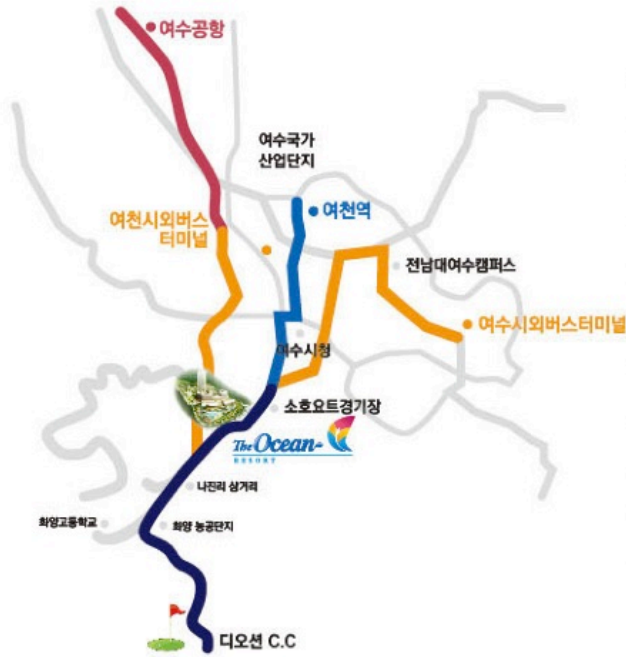 여수공항
여수국가
산업단지
여천시외버스
터미널
여천역
전남대여수캠퍼스
여수시외버스터미널
여수시청
소호요트경기장
The Ocean
RESORT
나진리 삼거리
화양고등학교
화양 농공단지
디오션 C.C